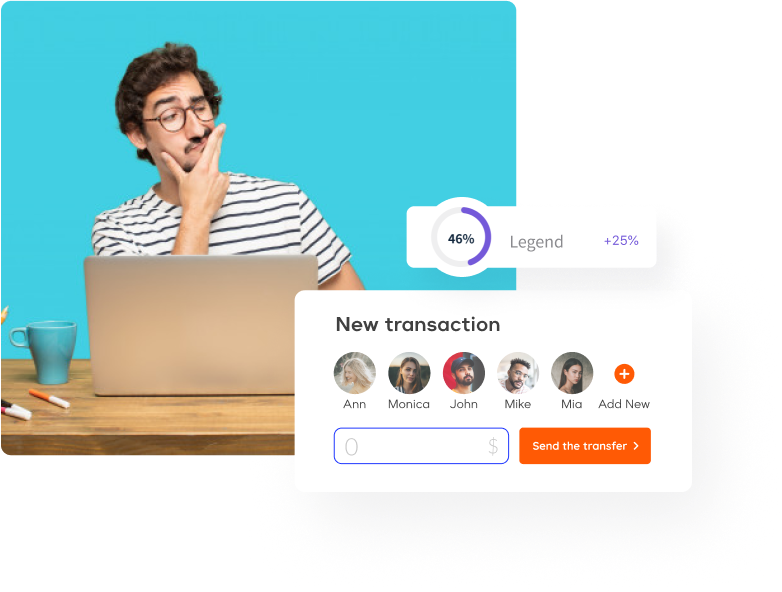 46%
Legend
+25%
New transaction
Ann
Monica
John
Mike
Mia
Add New
0
$
Send the transfer >